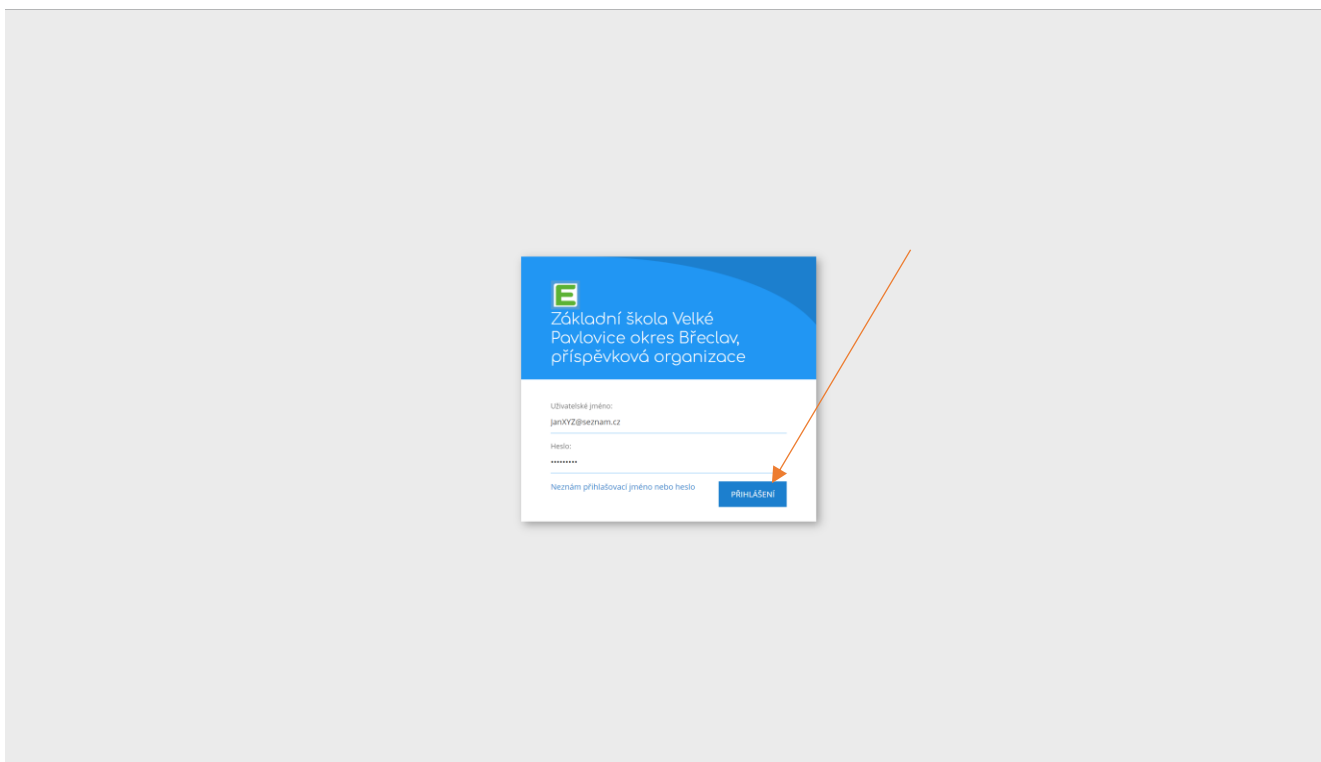 E
Základní škola Velké
Pavlovice okres Břeclav,
příspěvková organizace
Uživatelské jméno:
JanXYZ@seznam.cz
Heslo:
•••••••••
Neznám přihlašovací jméno nebo heslo
PŘIHLÁŠENÍ